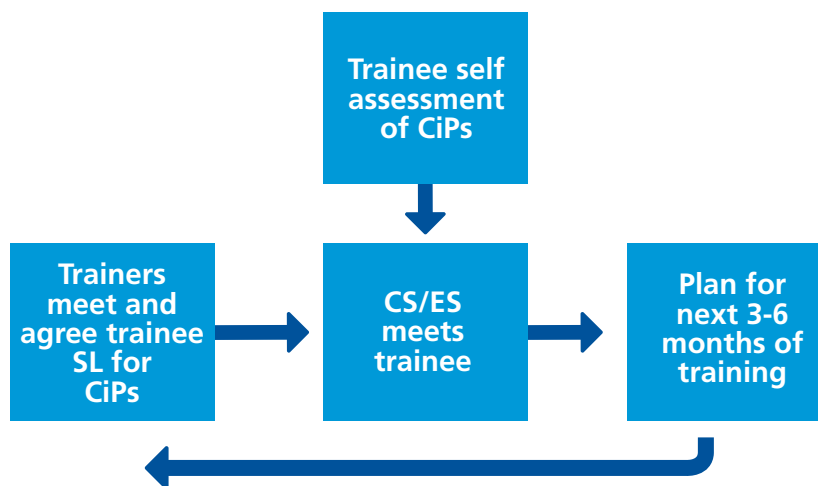 Trainee self
assessment
of CiPs
Trainers
meet and
agree trainee
SL for
CiPs
CS/ES
meets
trainee
Plan for
next 3-6
months of
training